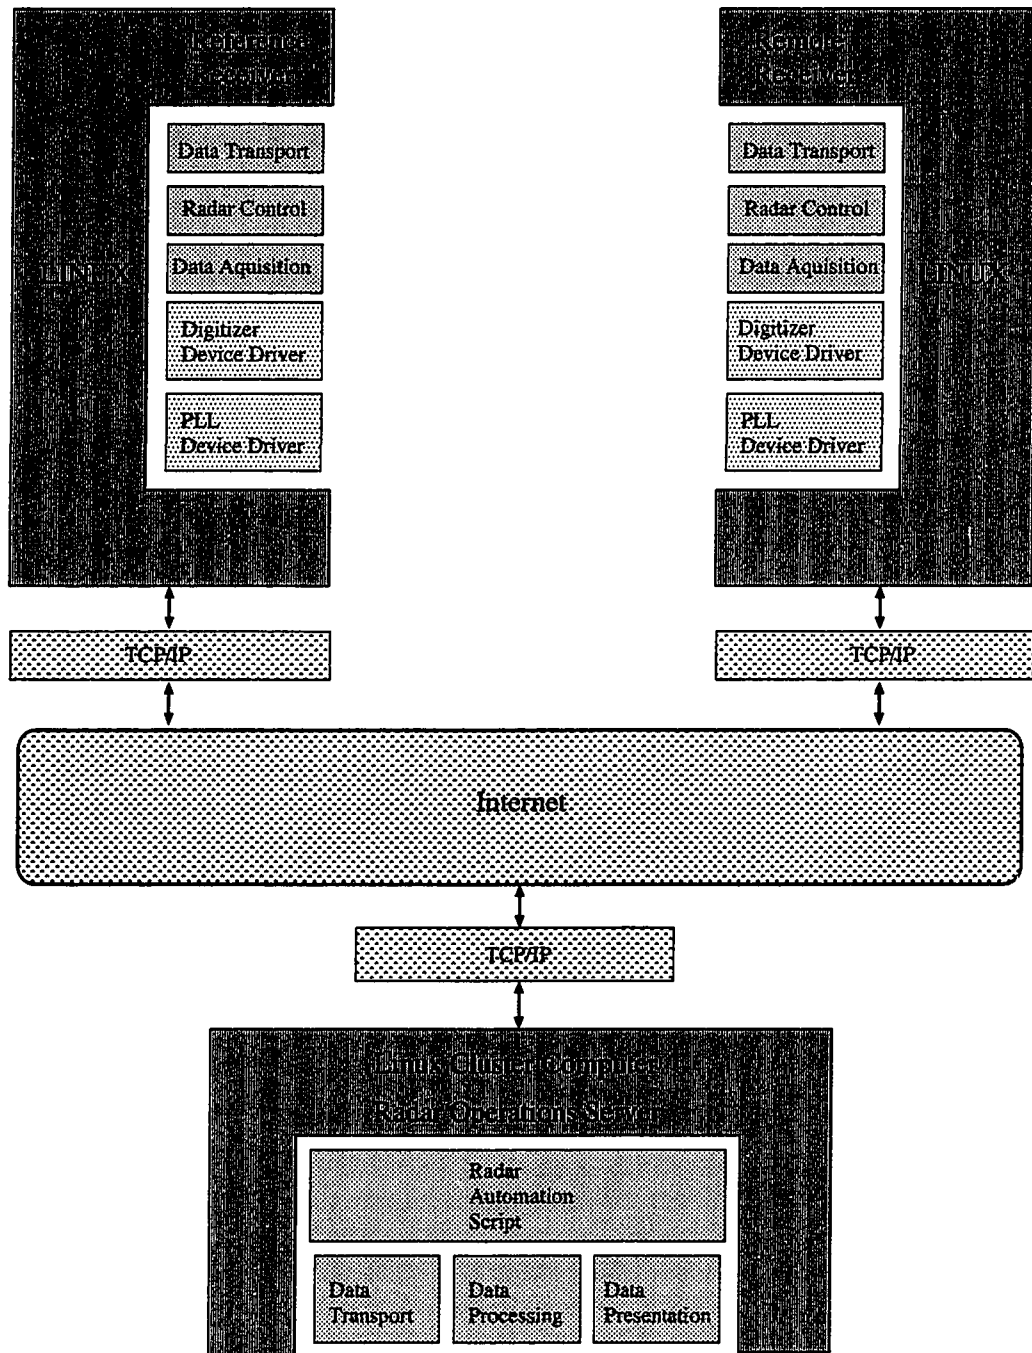 Reference
Receiver
Data Transport
Radar Control
LINUX
Data Aquisition
Digitizer
Device Driver
PLL
Device Driver
TCP/IP
Remote
Receiver
Data Transport
Radar Control
Data Aquisition
LINUX
Digitizer
Device Driver
PLL
Device Driver
TCP/IP
Internet
TCP/IP
Linux Cluster Computer
Radar Operations Server
Radar
Automation
Script
Data
Transport
Data
Processing
Data
Presentation